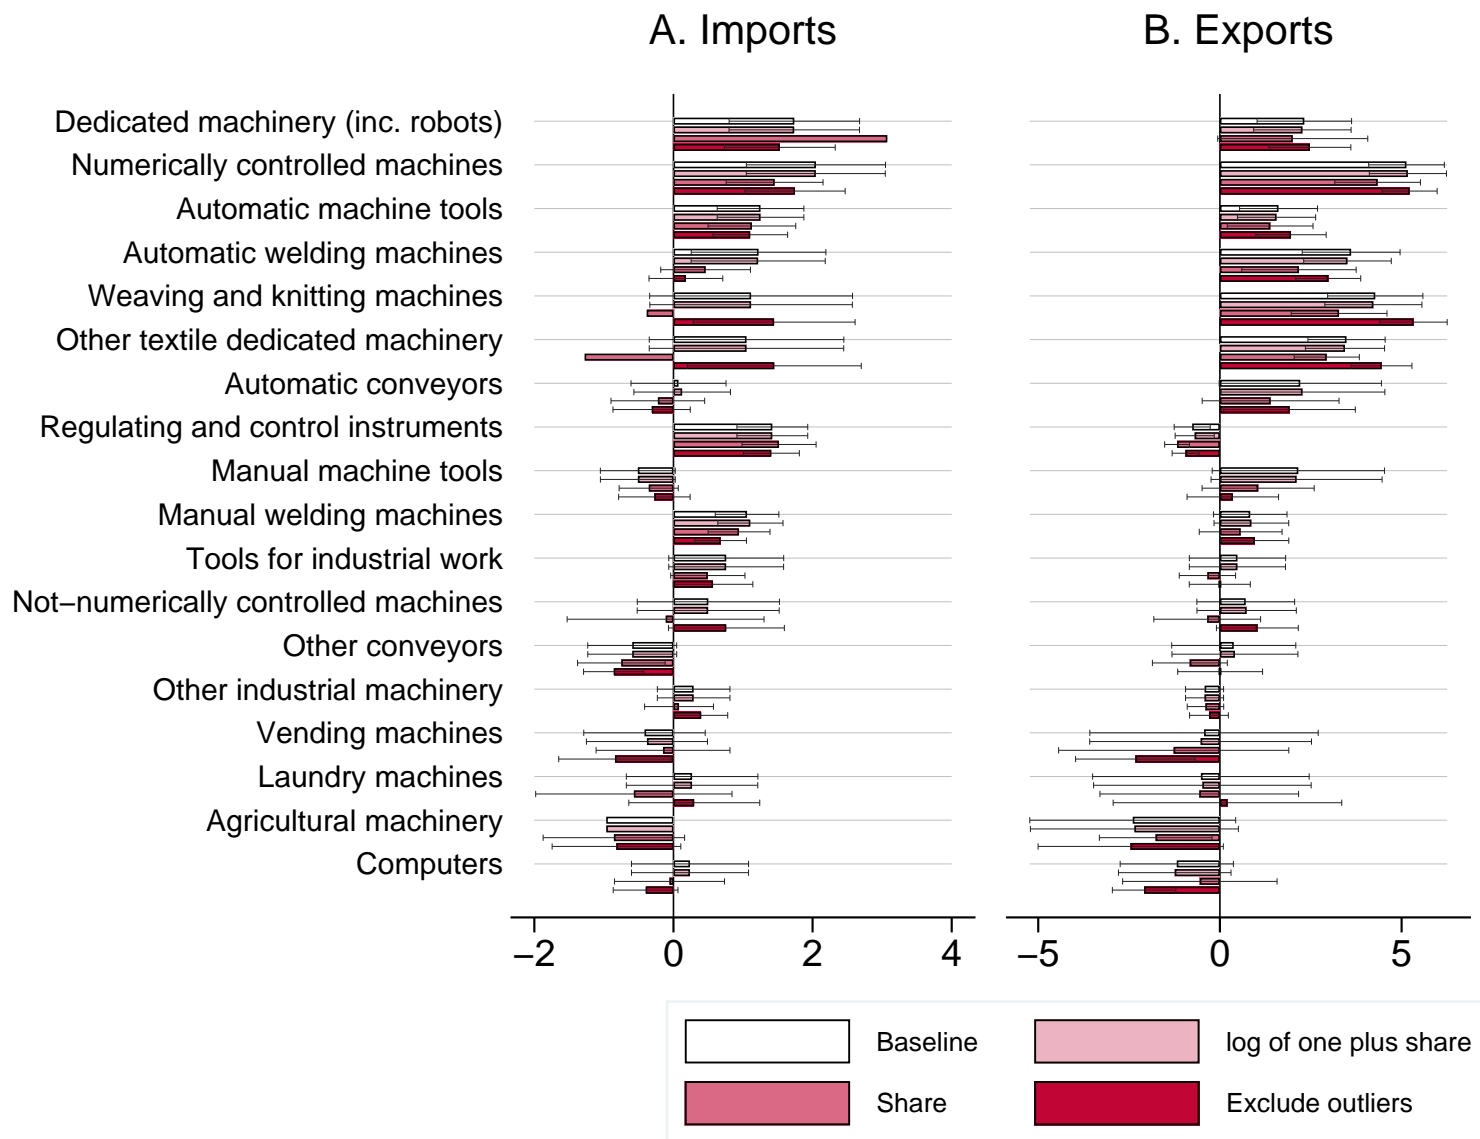 A. Imports
B. Exports
Dedicated machinery (inc. robots)
Numerically controlled machines
Automatic machine tools
Automatic welding machines
Weaving and knitting machines
Other textile dedicated machinery
Automatic conveyors
Regulating and control instruments
Manual machine tools
Manual welding machines
Tools for industrial work
Not−numerically controlled machines
Other conveyors
Other industrial machinery
Vending machines
Laundry machines
Agricultural machinery
Computers
−2 0 2 4
−5 0 5
Baseline
log of one plus share
Share
Exclude outliers